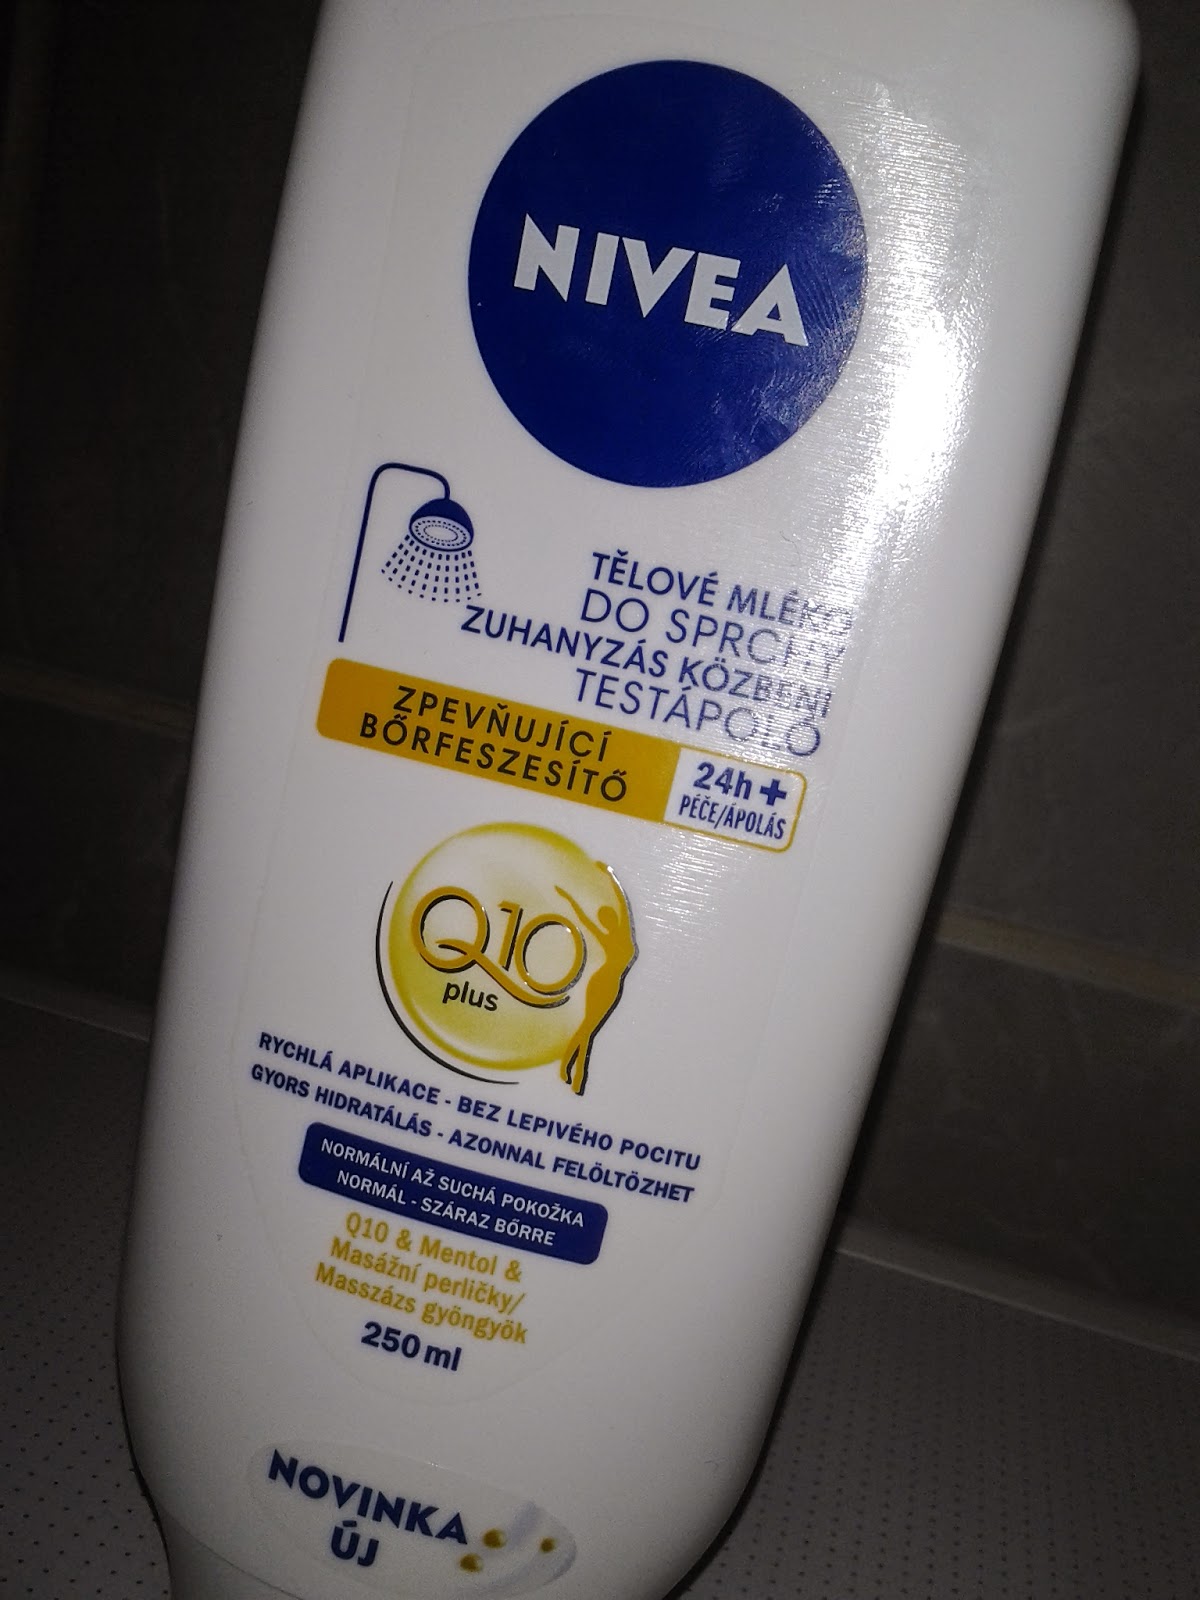 NIVEA
TĚLOVÉ MLÉKO
DO SPRCHY
ZUHANYZÁS KÖZBENI
TESTÁPOLÓ
ZPEVŇUJÍCÍ
BŐRFESZESÍTŐ
24h+
PÉČE/ÁPOLÁS
Q10
plus
RYCHLÁ APLIKACE - BEZ LEPIVÉHO POCITU
GYORS HIDRATÁLÁS - AZONNAL FELÖLTÖZHET
NORMÁLNÍ AŽ SUCHÁ POKOŽKA
NORMÁL - SZÁRAZ BŐRRE
Q10 & Mentol &
Masážní perličky/
Masszázs gyöngyök
250 ml
NOVINKA
ÚJ